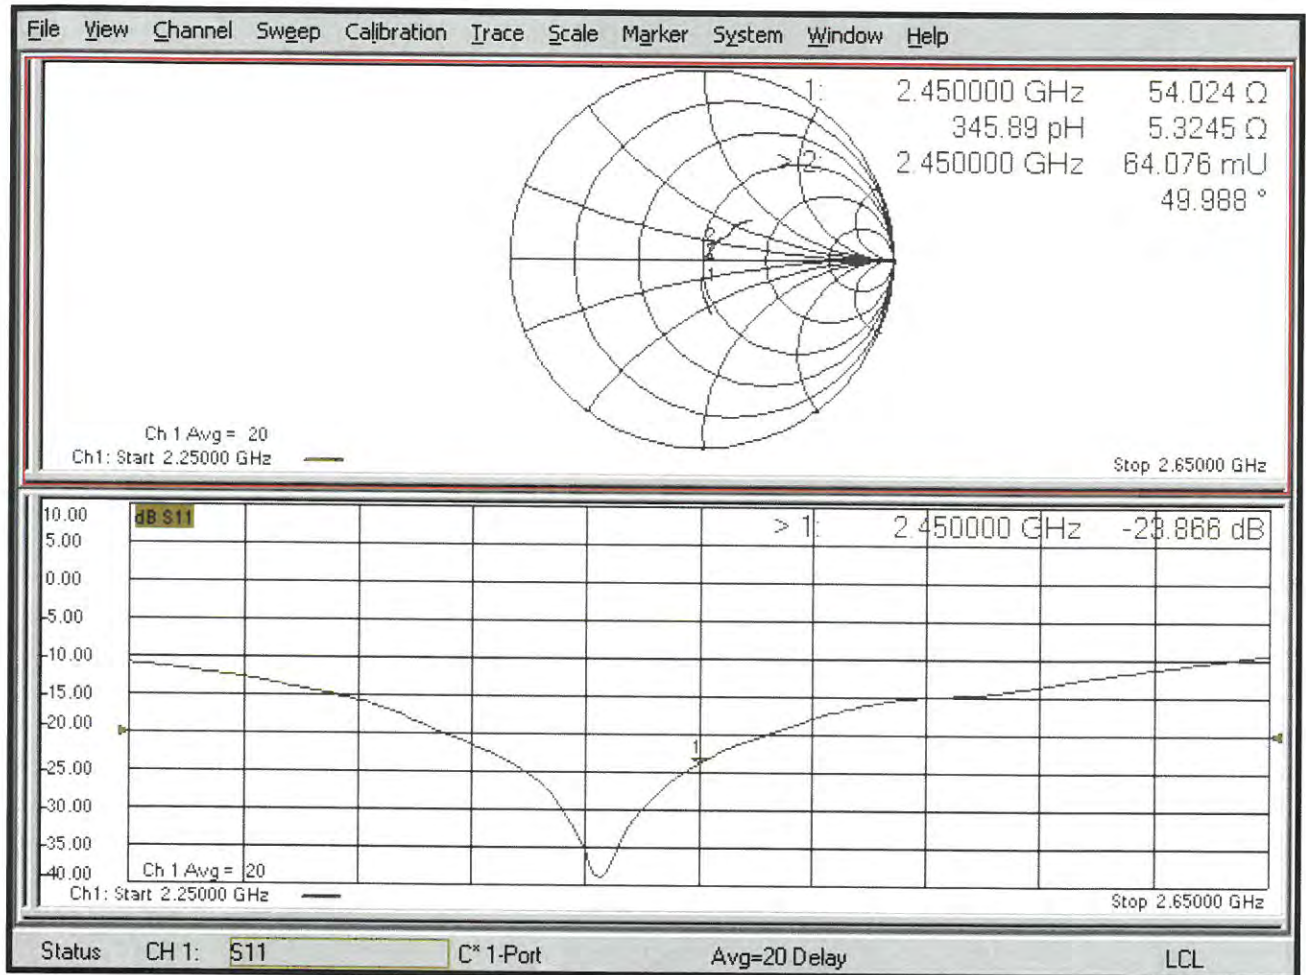 File View Channel Sweep Calibration Trace Scale Marker System Window Help
1: 2.450000 GHz 54.024 Ω
345.89 pH 5.3245 Ω
> 2: 2.450000 GHz 64.076 mU
49.988 °
2
1
Ch 1 Avg = 20
Ch1: Start 2.25000 GHz
Stop 2.65000 GHz
10.00
dB S11
> 1: 2.450000 GHz -23.866 dB
5.00
0.00
-5.00
-10.00
-15.00
-20.00
1
-25.00
-30.00
-35.00
-40.00
Ch 1 Avg = 20
Ch1: Start 2.25000 GHz
Stop 2.65000 GHz
Status CH 1: S11 C* 1-Port Avg=20 Delay LCL